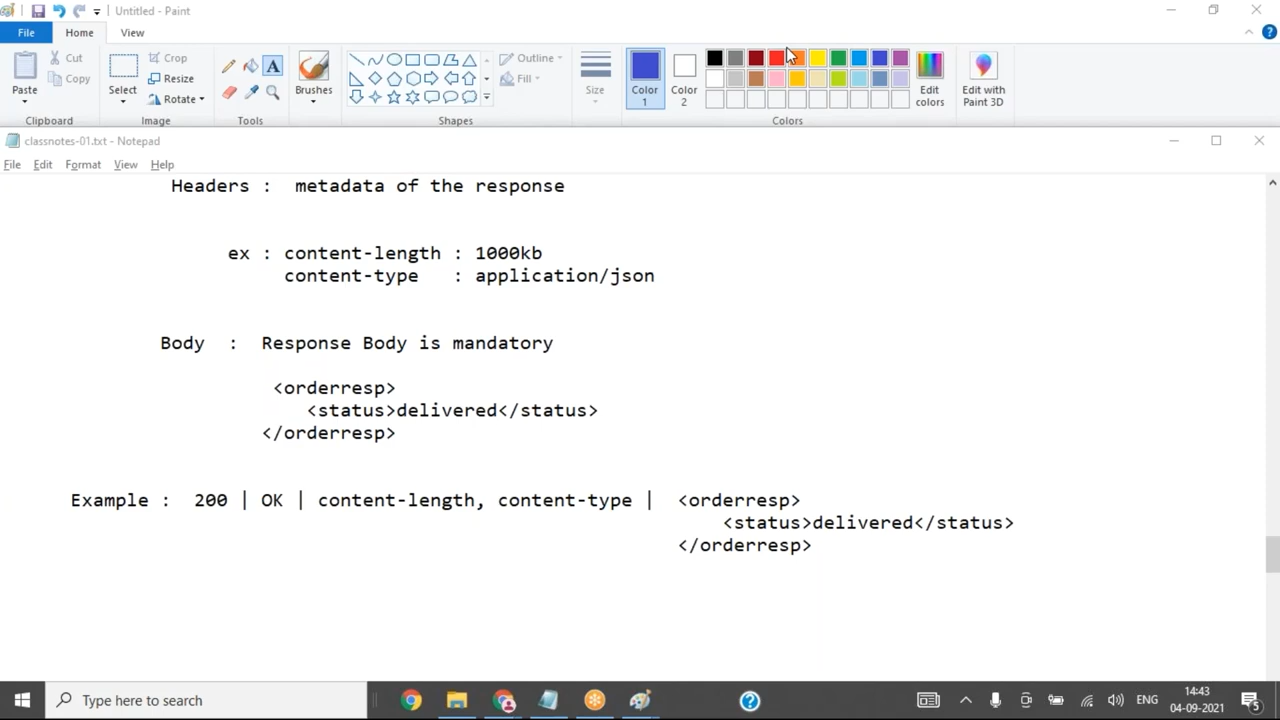 Untitled - Paint
File Home View
Cut
Copy
Paste
Crop
Resize
Rotate
Select
A
Brushes
Outline
Fill
Size
Color 1
Color 2
Edit colors
Edit with Paint 3D
Clipboard Image Tools Shapes Colors
classnotes-01.txt - Notepad
File Edit Format View Help
Headers : metadata of the response
ex : content-length : 1000kb
content-type : application/json
Body : Response Body is mandatory
<orderresp>
<status>delivered</status>
</orderresp>
Example : 200 | OK | content-length, content-type | <orderresp>
<status>delivered</status>
</orderresp>
Type here to search
ENG
14:43
04-09-2021
5